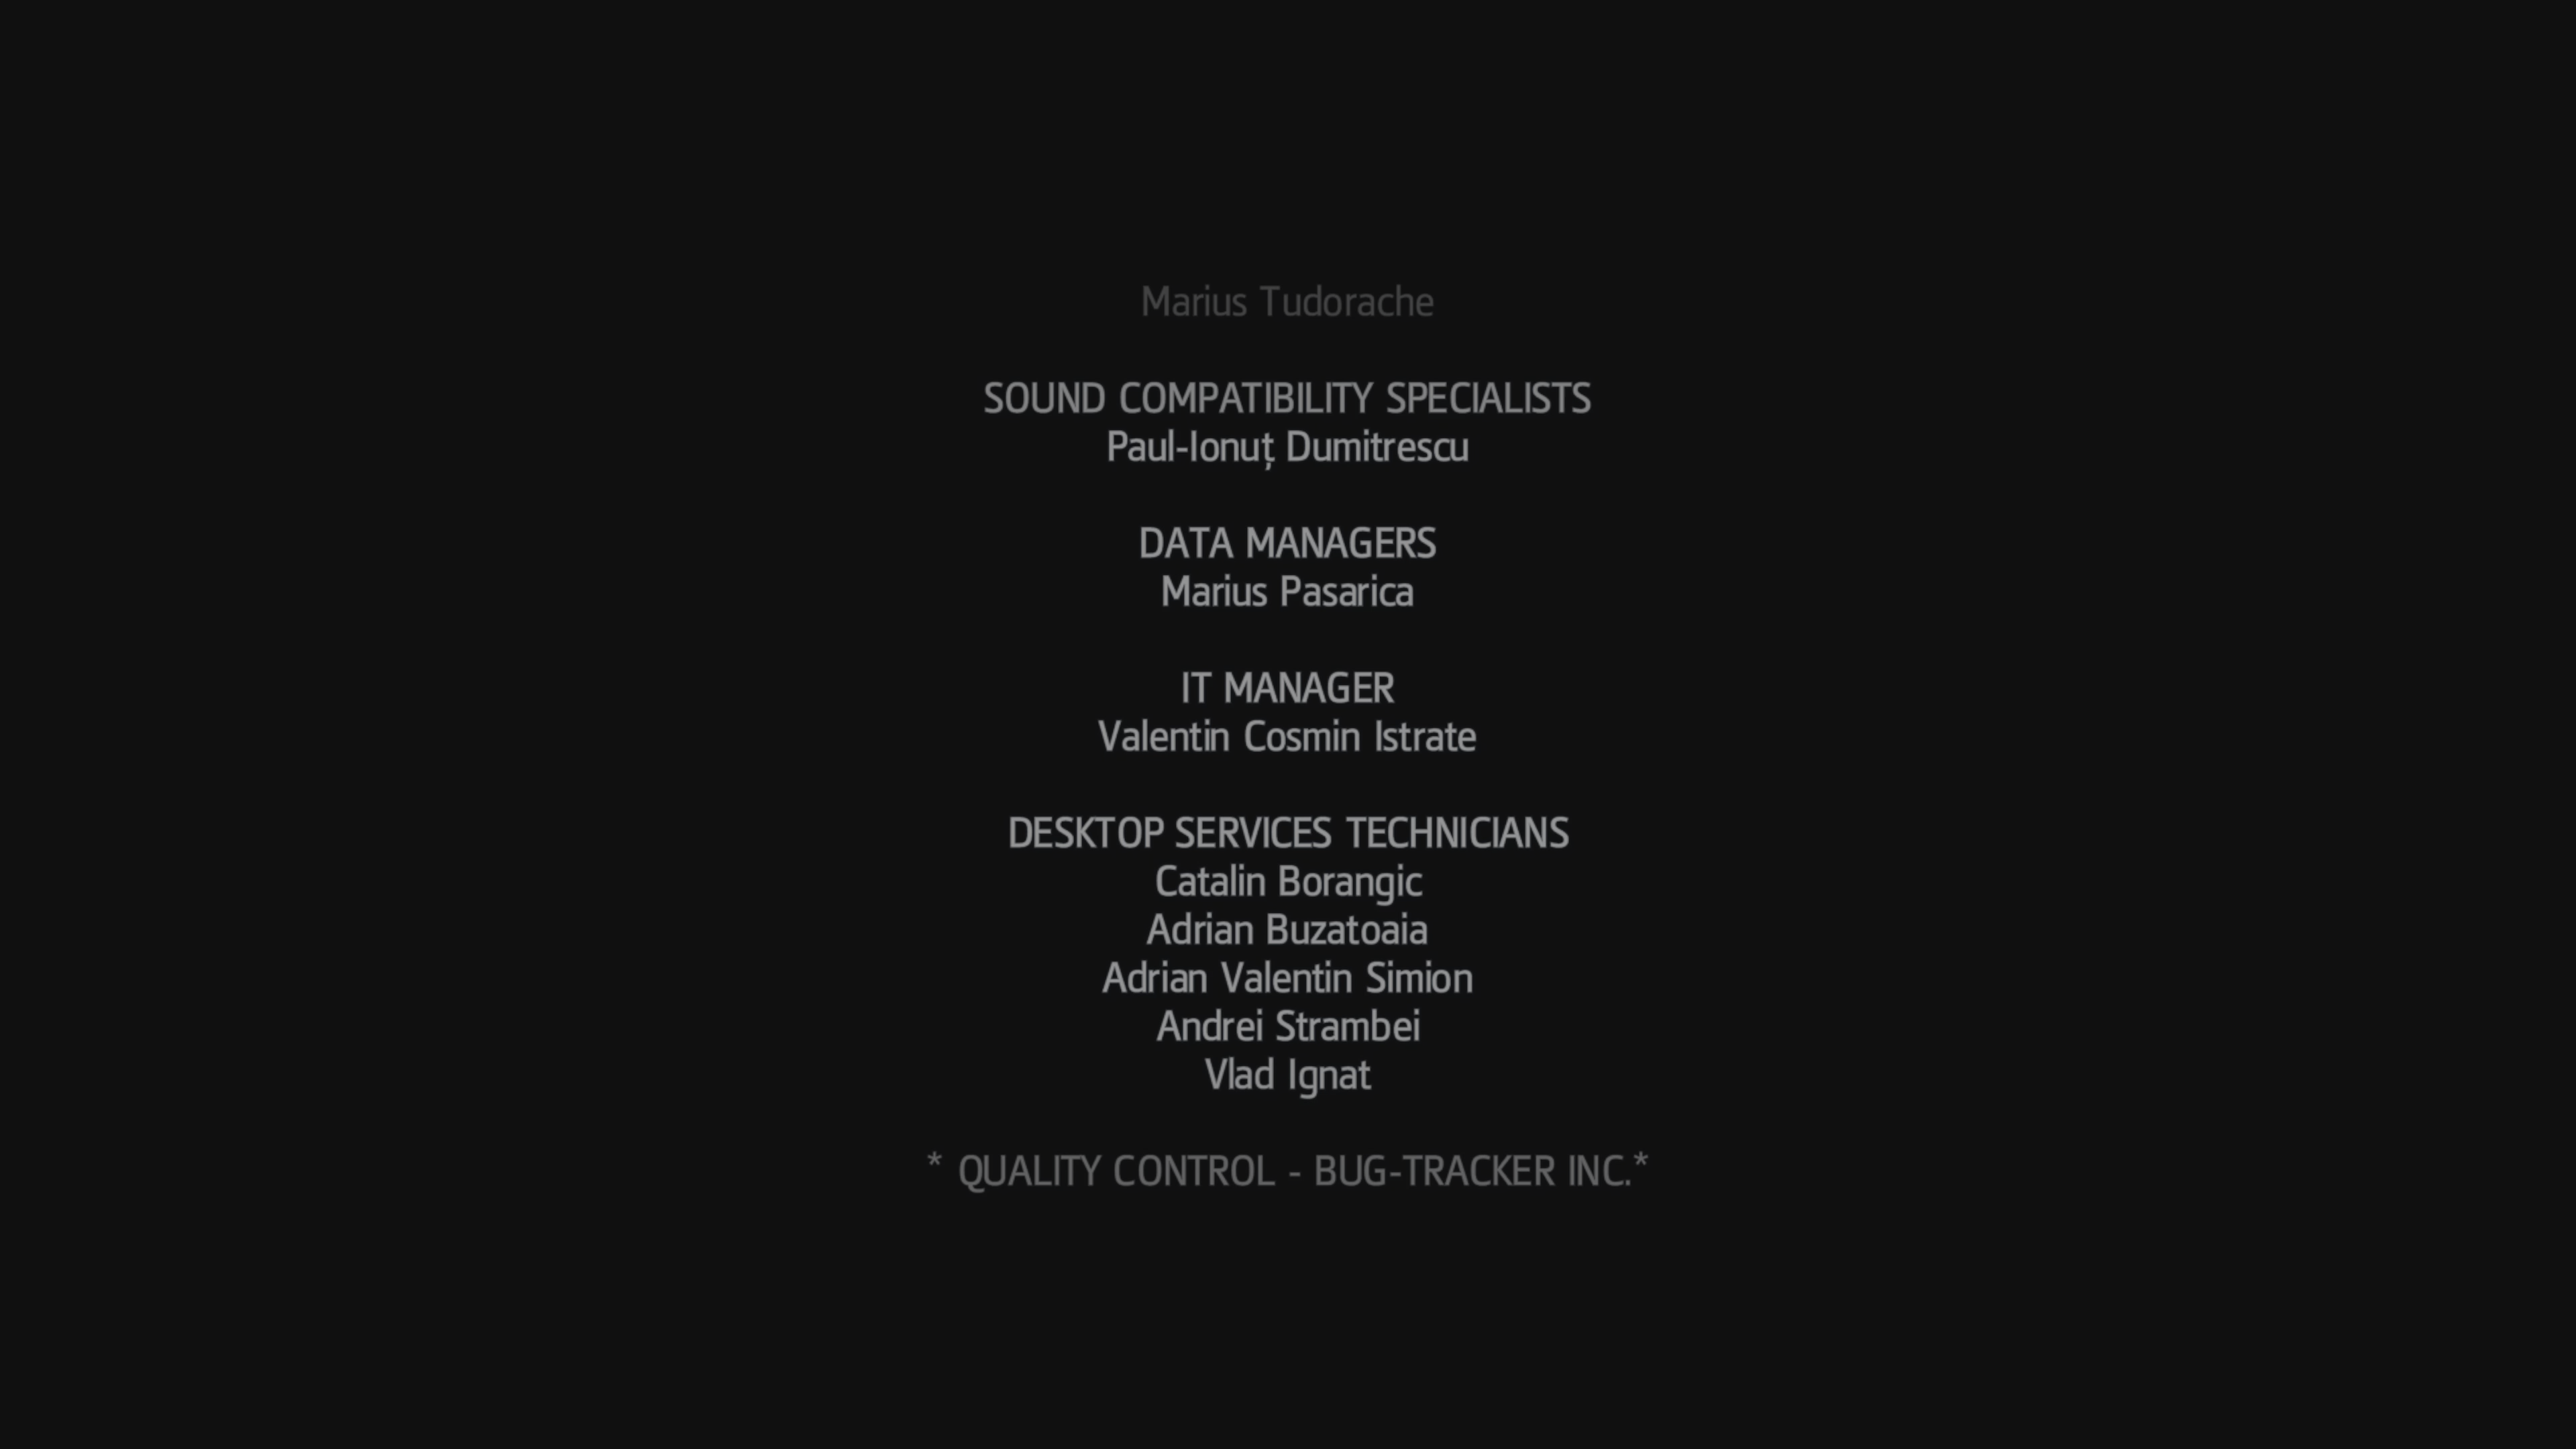 Marius Tudorache
SOUND COMPATIBILITY SPECIALISTS
Paul-Ionuț Dumitrescu
DATA MANAGERS
Marius Pasarica
IT MANAGER
Valentin Cosmin Istrate
DESKTOP SERVICES TECHNICIANS
Catalin Borangic
Adrian Buzatoaia
Adrian Valentin Simion
Andrei Strambei
Vlad Ignat
* QUALITY CONTROL - BUG-TRACKER INC.*